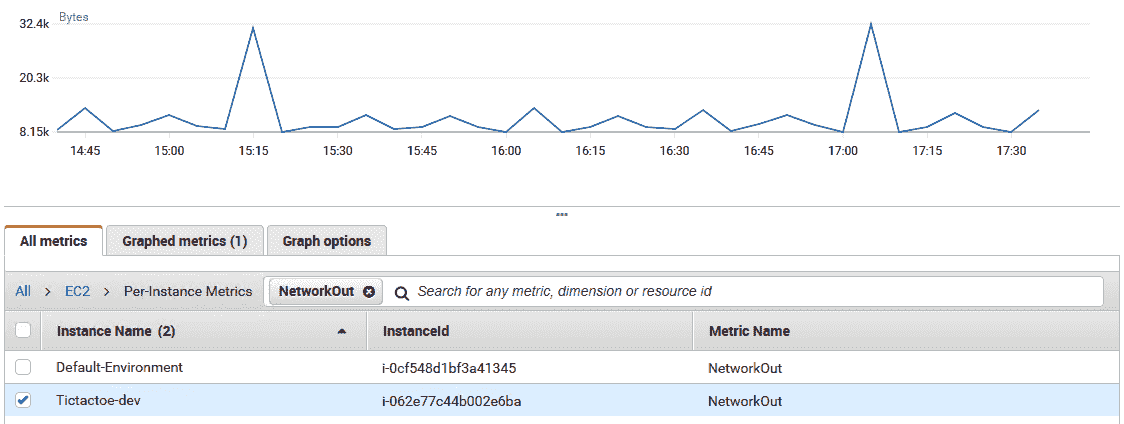 Bytes
32.4k
20.3k
8.15k
14:45 15:00 15:15 15:30 15:45 16:00 16:15 16:30 16:45 17:00 17:15 17:30
All metrics Graphed metrics (1) Graph options
All > EC2 > Per-Instance Metrics NetworkOut Search for any metric, dimension or resource id
Instance Name (2) InstanceId Metric Name
Default-Environment i-0cf548d1bf3a41345 NetworkOut
Tictactoe-dev i-062e77c44b002e6ba NetworkOut